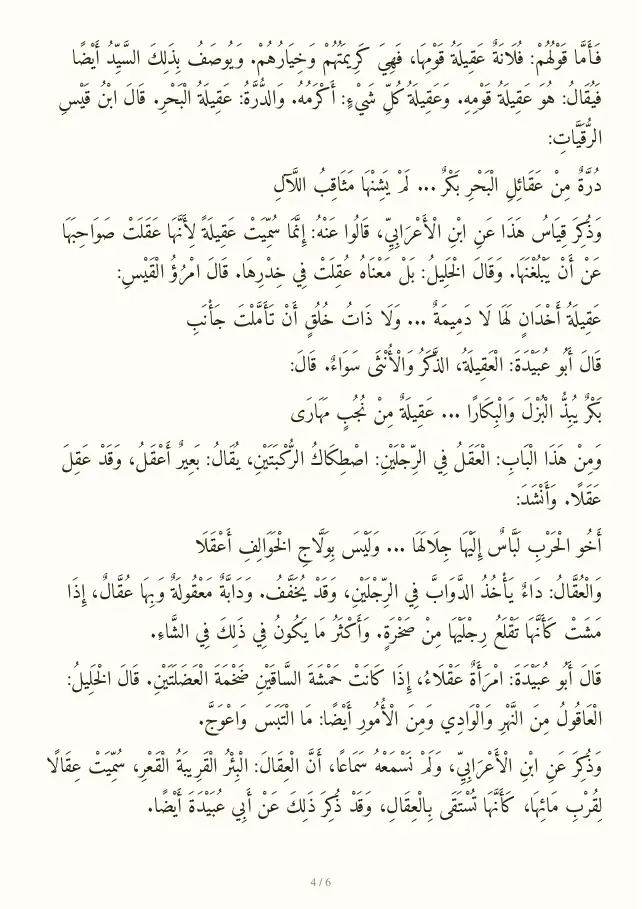 فَأَمَّا قَوْلُهُمْ: فُلَانَةُ عَقِيلَةُ قَوْمِهَا، فَهِيَ كَرِيمَتُهُمْ وَخِيَارُهُمْ. وَيُوصَفُ بِذَلِكَ السَّيِّدُ أَيْضًا
فَيُقَالُ: هُوَ عَقِيلَةُ قَوْمِهِ. وَعَقِيلَةُ كُلِّ شَيْءٍ: أَكْرَمُهُ. وَالدُّرَّةُ: عَقِيلَةُ الْبَحْرِ. قَالَ ابْنُ قَيْسِ
الرُّقَيَّاتِ:
دُرَّةٌ مِنْ عَقَائِلِ الْبَحْرِ بَكْرٌ ... لَمْ يَشِنْهَا مَثَاقِبُ اللَّآلِ
وَذُكِرَ قِيَاسُ هَذَا عَنِ ابْنِ الْأَعْرَابِيِّ، قَالُوا عَنْهُ: إِنَّمَا سُمِّيَتْ عَقِيلَةً لِأَنَّهَا عَقَلَتْ صَوَاحِبَهَا
عَنْ أَنْ يَبْلُغْنَهَا. وَقَالَ الْخَلِيلُ: بَلْ مَعْنَاهُ عُقِلَتْ فِي خِدْرِهَا. قَالَ امْرُؤُ الْقَيْسِ:
عَقِيلَةُ أَخْدَانٍ لَهَا لَا دَمِيمَةٌ ... وَلَا ذَاتُ خُلُقٍ أَنْ تَأَمَّلْتَ جَأْنَبِ
قَالَ أَبُو عُبَيْدَةَ: الْعَقِيلَةُ، الذَّكَرُ وَالْأُنْثَى سَوَاءٌ. قَالَ:
بَكْرٌ يُبِذُّ الْبُزْلَ وَالْبِكَارَا ... عَقِيلَةٌ مِنْ نُجُبٍ مَهَارَى
وَمِنْ هَذَا الْبَابِ: الْعَقَلُ فِي الرِّجْلَيْنِ: اصْطِكَاكُ الرُّكْبَتَيْنِ، يُقَالُ: بَعِيرٌ أَعْقَلُ، وَقَدْ عَقِلَ
عَقَلًا. وَأَنْشَدَ:
أَخُو الْحَرْبِ لَبَّاسٌ إِلَيْهَا جِلَالَهَا ... وَلَيْسَ بِوَلَّاجِ الْخَوَالِفِ أَعْقَلَا
وَالْعُقَّالُ: دَاءٌ يَأْخُذُ الدَّوَابَّ فِي الرِّجْلَيْنِ، وَقَدْ يُخَفَّفُ. وَدَابَّةٌ مَعْقُولَةٌ وَبِهَا عُقَّالٌ، إِذَا
مَشَتْ كَأَنَّهَا تَقْلَعُ رِجْلَيْهَا مِنْ صَخْرَةٍ. وَأَكْثَرُ مَا يَكُونُ فِي ذَلِكَ فِي الشَّاءِ.
قَالَ أَبُو عُبَيْدَةَ: امْرَأَةٌ عَقْلَاءُ، إِذَا كَانَتْ حَمْشَةَ السَّاقَيْنِ ضَخْمَةَ الْعَضَلَتَيْنِ. قَالَ الْخَلِيلُ:
الْعَاقُولُ مِنَ النَّهْرِ وَالْوَادِي وَمِنَ الْأُمُورِ أَيْضًا: مَا الْتَبَسَ وَاعْوَجَّ.
وَذُكِرَ عَنِ ابْنِ الْأَعْرَابِيِّ، وَلَمْ نَسْمَعْهُ سَمَاعًا، أَنَّ الْعِقَالَ: الْبِئْرُ الْقَرِيبَةُ الْقَعْرِ، سُمِّيَتْ عِقَالًا
لِقُرْبِ مَائِهَا، كَأَنَّهَا تُسْتَقَى بِالْعِقَالِ، وَقَدْ ذُكِرَ ذَلِكَ عَنْ أَبِي عُبَيْدَةَ أَيْضًا.
4 / 6